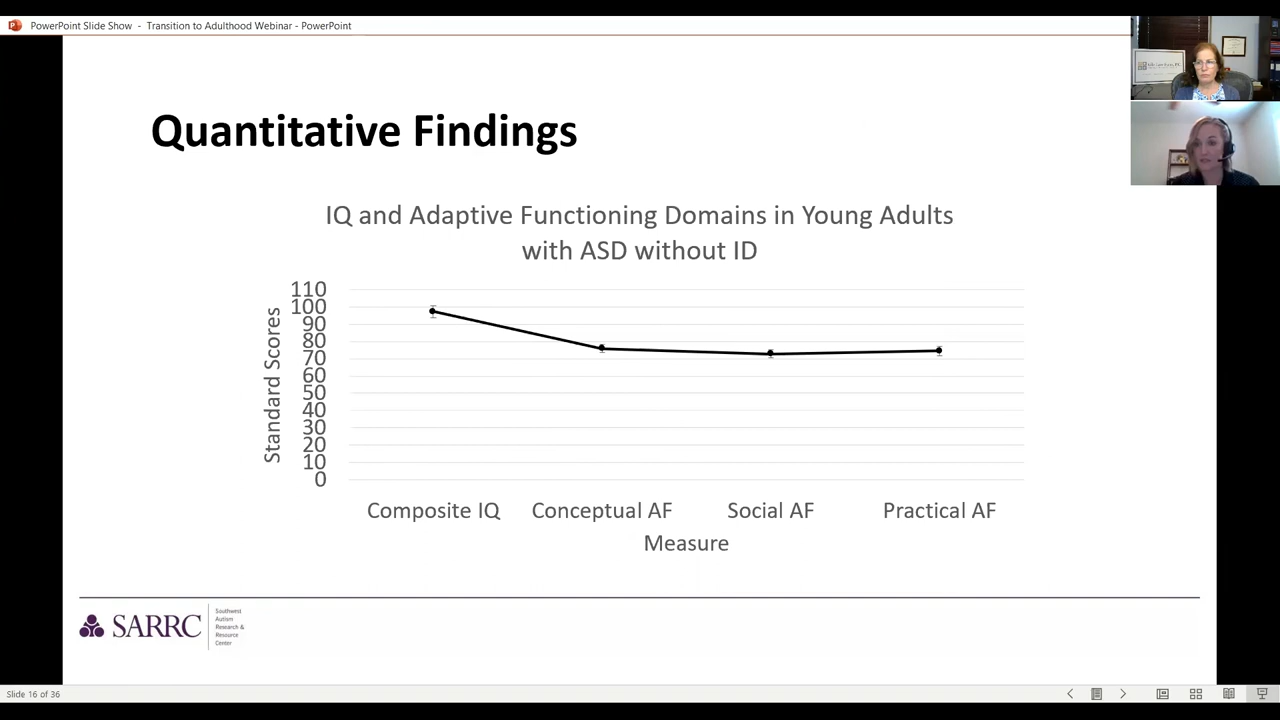 PowerPoint Slide Show - Transition to Adulthood Webinar - PowerPoint
Quantitative Findings
IQ and Adaptive Functioning Domains in Young Adults
with ASD without ID
Standard Scores
110
100
90
80
70
60
50
40
30
20
10
0
Composite IQ Conceptual AF Social AF Practical AF
Measure
SARRC
Southwest
Autism
Research &
Resource
Center
Slide 16 of 36